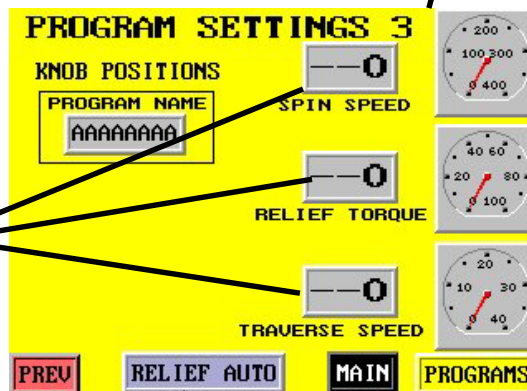 PROGRAM SETTINGS 3
KNOB POSITIONS
PROGRAM NAME
AAAAAAAA
--0
SPIN SPEED
200
100 300
0 400
--0
RELIEF TORQUE
40 60
20 80
0 100
--0
TRAVERSE SPEED
20
10 30
0 40
PREV
RELIEF AUTO
MAIN
PROGRAMS